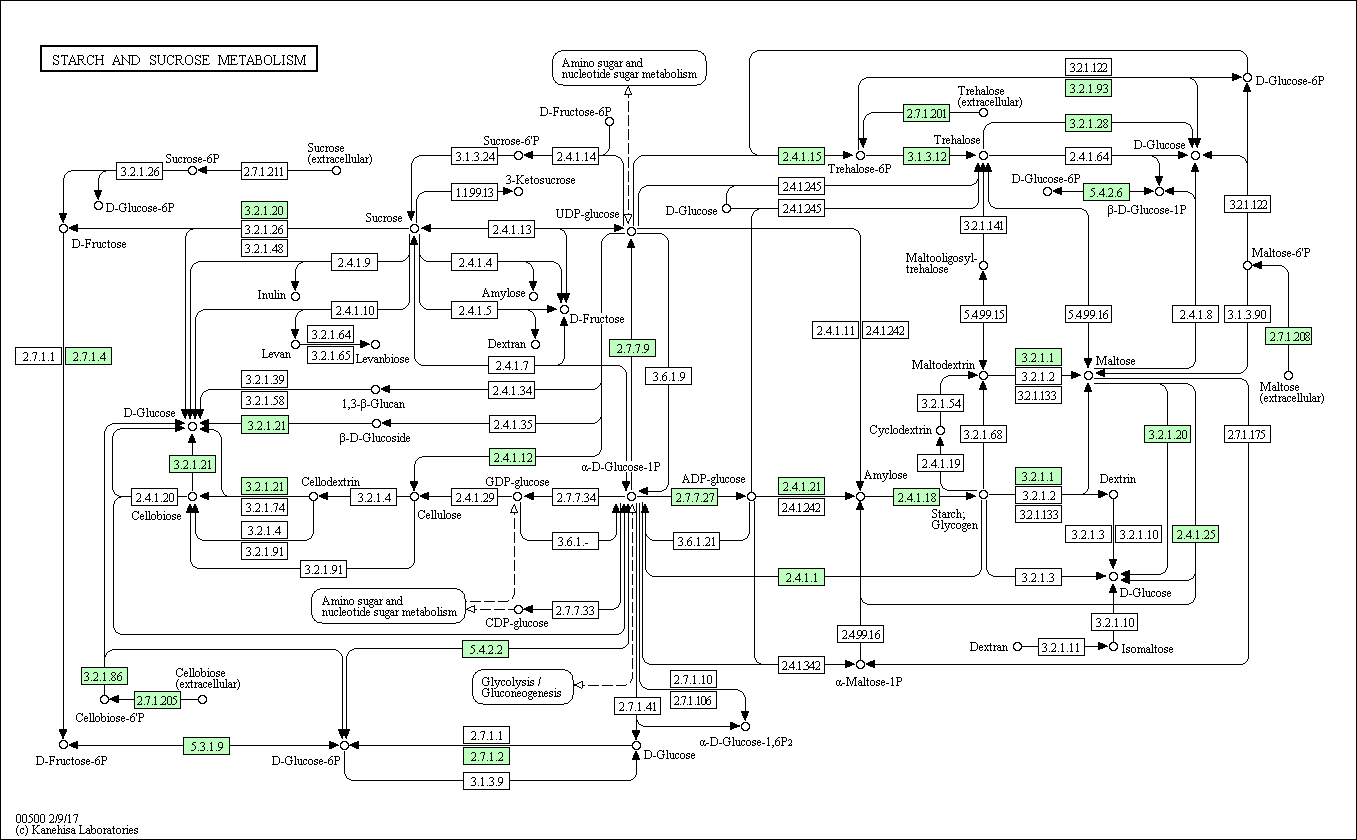 STARCH AND SUCROSE METABOLISM
Amino sugar and
nucleotide sugar metabolism
3.2.1.122
D-Glucose-6P
3.2.1.93
Trehalose
(extracellular)
D-Fructose-6P
2.7.1.201
3.2.1.28
Sucrose-6'P
Trehalose
D-Glucose
Sucrose
(extracellular)
Sucrose-6P
3.1.3.24
2.4.1.14
2.4.1.15
3.1.3.12
2.4.1.64
Trehalose-6P
3.2.1.26
2.7.1.211
3-Ketosucrose
1.1.99.13
2.4.1.245
D-Glucose-6P
5.4.2.6
D-Glucose-6P
3.2.1.20
UDP-glucose
D-Glucose
2.4.1.245
β-D-Glucose-1P
3.2.1.122
Sucrose
D-Fructose
3.2.1.26
2.4.1.13
3.2.1.141
3.2.1.48
Maltose-6'P
2.4.1.9
2.4.1.4
Maltooligosyl-
trehalose
Inulin
Amylose
2.4.1.10
2.4.1.5
D-Fructose
5.4.99.15
5.4.99.16
2.4.1.8
3.1.3.90
3.2.1.64
2.4.1.11
2.4.1.242
2.7.1.208
Levan
3.2.1.65
Levanbiose
Dextran
2.7.7.9
2.7.1.1
2.7.1.4
2.4.1.7
Maltodextrin
3.2.1.1
Maltose
3.6.1.9
3.2.1.2
3.2.1.39
2.4.1.34
Maltose
(extracellular)
3.2.1.58
1,3-β-Glucan
3.2.1.133
3.2.1.54
D-Glucose
3.2.1.21
2.4.1.35
Cyclodextrin
3.2.1.68
3.2.1.20
2.7.1.175
β-D-Glucoside
2.4.1.12
3.2.1.21
α-D-Glucose-1P
2.4.1.19
Cellodextrin
GDP-glucose
ADP-glucose
Amylose
3.2.1.1
Dextrin
3.2.1.21
2.4.1.21
2.4.1.20
3.2.1.4
2.4.1.29
2.7.7.34
2.7.7.27
2.4.1.18
3.2.1.2
3.2.1.74
2.4.1.242
Cellobiose
Cellulose
Starch;
Glycogen
3.2.1.133
3.2.1.4
3.6.1.-
3.6.1.21
3.2.1.3
3.2.1.10
2.4.1.25
3.2.1.91
3.2.1.91
2.4.1.1
3.2.1.3
D-Glucose
Amino sugar and
nucleotide sugar metabolism
2.7.7.33
CDP-glucose
3.2.1.10
2.4.99.16
5.4.2.2
Dextran
3.2.1.11
Isomaltose
2.4.1.342
α-Maltose-1P
3.2.1.86
Cellobiose
(extracellular)
Glycolysis /
Gluconeogenesis
2.7.1.10
2.7.1.205
2.7.1.106
2.7.1.41
Cellobiose-6'P
2.7.1.1
α-D-Glucose-1,6P2
5.3.1.9
D-Fructose-6P
D-Glucose-6P
2.7.1.2
D-Glucose
3.1.3.9
00500 2/9/17
(c) Kanehisa Laboratories